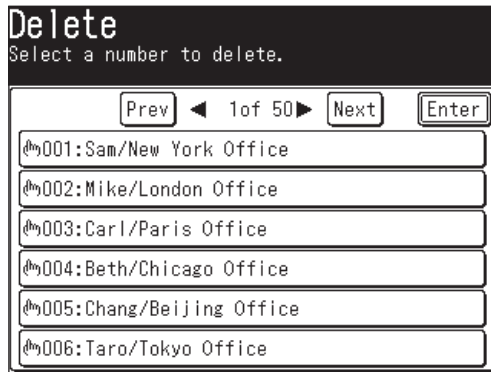 Delete
Select a number to delete.
Prev ◀ 1of 50▶ Next Enter
001:Sam/New York Office
002:Mike/London Office
003:Carl/Paris Office
004:Beth/Chicago Office
005:Chang/Beijing Office
006:Taro/Tokyo Office